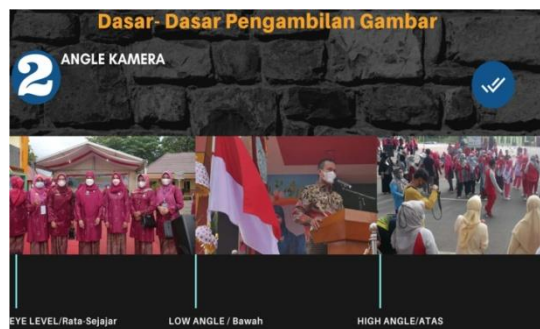 Dasar- Dasar Pengambilan Gambar
2
ANGLE KAMERA
EYE LEVEL/Rata-Sejajar
LOW ANGLE / Bawah
HIGH ANGLE/ATAS